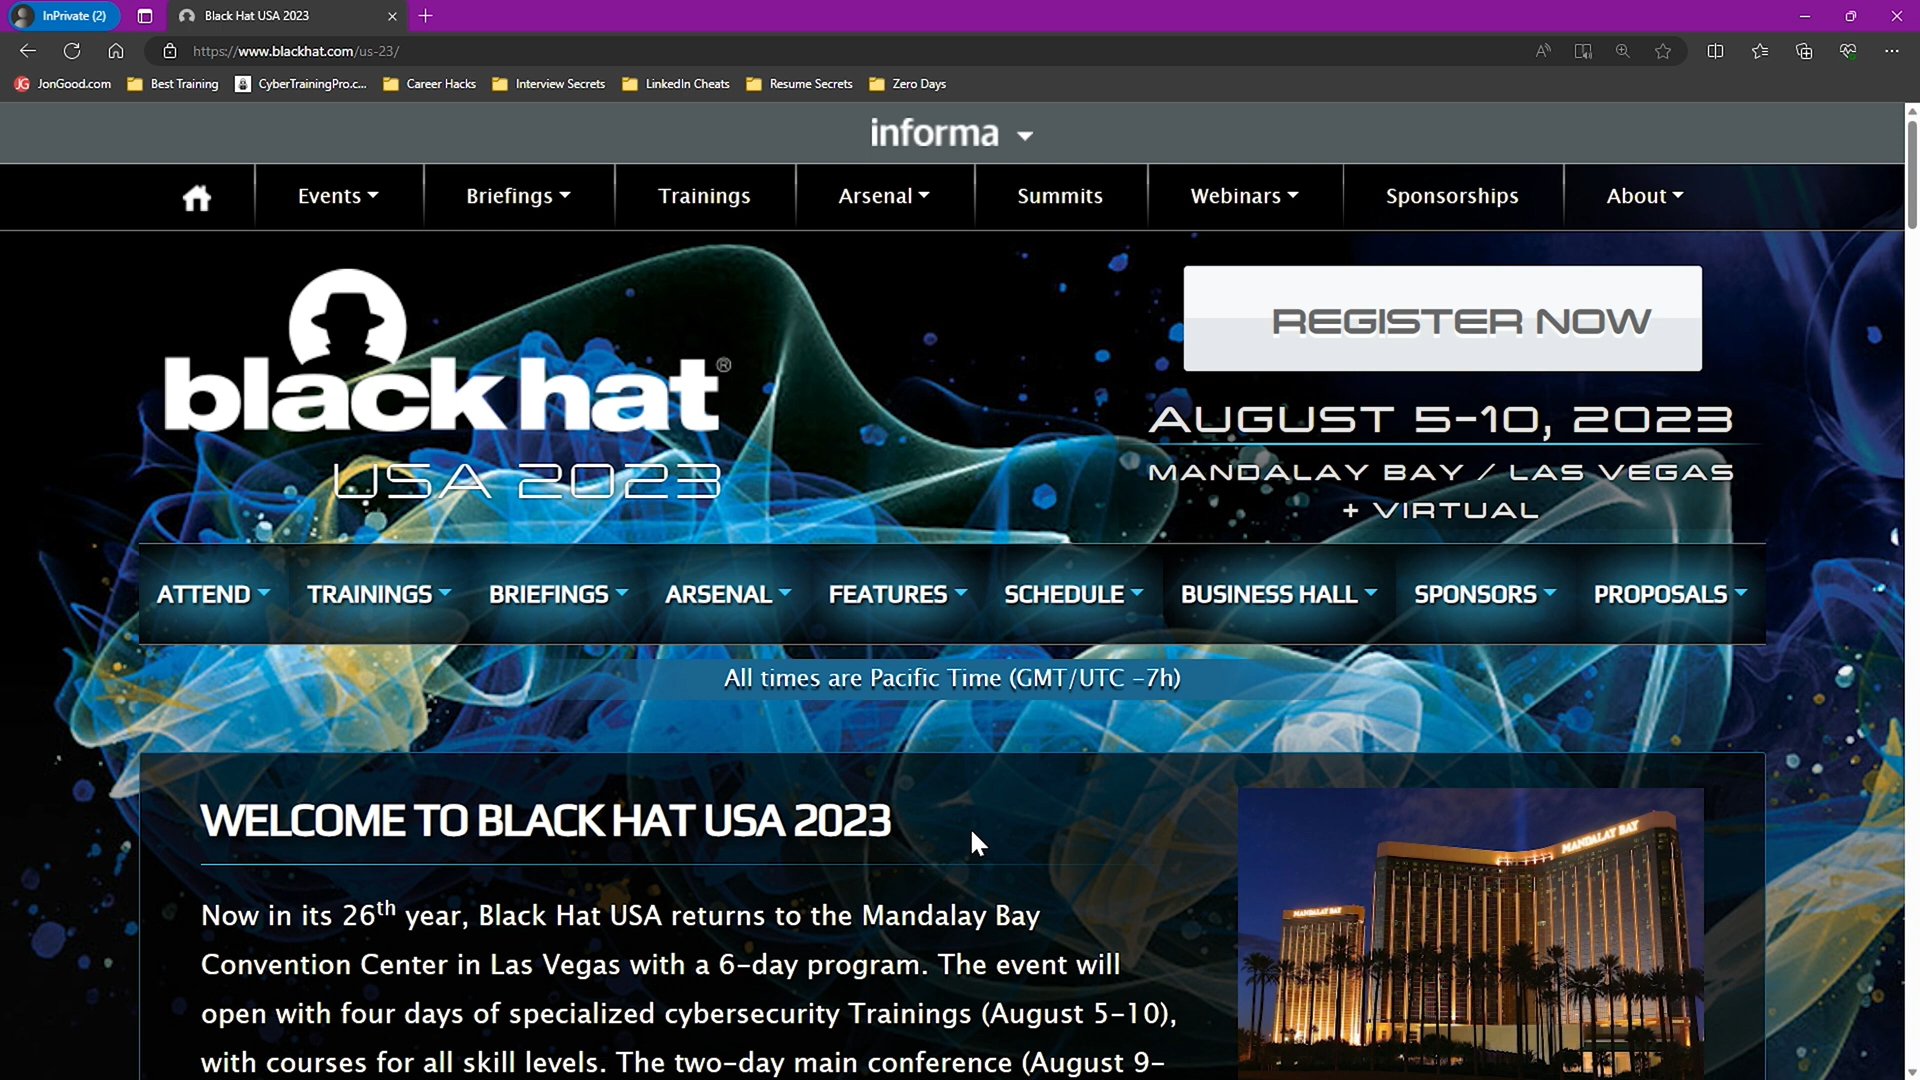 InPrivate (2)
Black Hat USA 2023
https://www.blackhat.com/us-23/
JonGood.com
Best Training
CyberTrainingPro.c...
Career Hacks
Interview Secrets
LinkedIn Cheats
Resume Secrets
Zero Days
informa
Events
Briefings
Trainings
Arsenal
Summits
Webinars
Sponsorships
About
black hat®
USA 2023
REGISTER NOW
AUGUST 5-10, 2023
MANDALAY BAY / LAS VEGAS
+ VIRTUAL
ATTEND
TRAININGS
BRIEFINGS
ARSENAL
FEATURES
SCHEDULE
BUSINESS HALL
SPONSORS
PROPOSALS
All times are Pacific Time (GMT/UTC -7h)
WELCOME TO BLACK HAT USA 2023
Now in its 26th year, Black Hat USA returns to the Mandalay Bay
Convention Center in Las Vegas with a 6-day program. The event will
open with four days of specialized cybersecurity Trainings (August 5-10),
with courses for all skill levels. The two-day main conference (August 9-
MANDALAY BAY
MANDALAY BAY